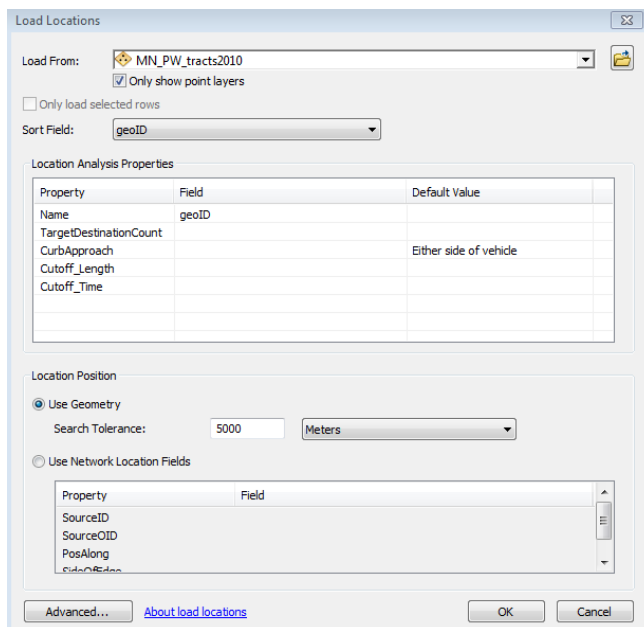 Load Locations
Load From: MN_PW_tracts2010
Only show point layers
Only load selected rows
Sort Field: geoID
Location Analysis Properties
Property Field Default Value
Name geoID
TargetDestinationCount
CurbApproach Either side of vehicle
Cutoff_Length
Cutoff_Time
Location Position
Use Geometry
Search Tolerance: 5000 Meters
Use Network Location Fields
Property Field
SourceID
SourceOID
PosAlong
SideOfEdge
Advanced... About load locations OK Cancel